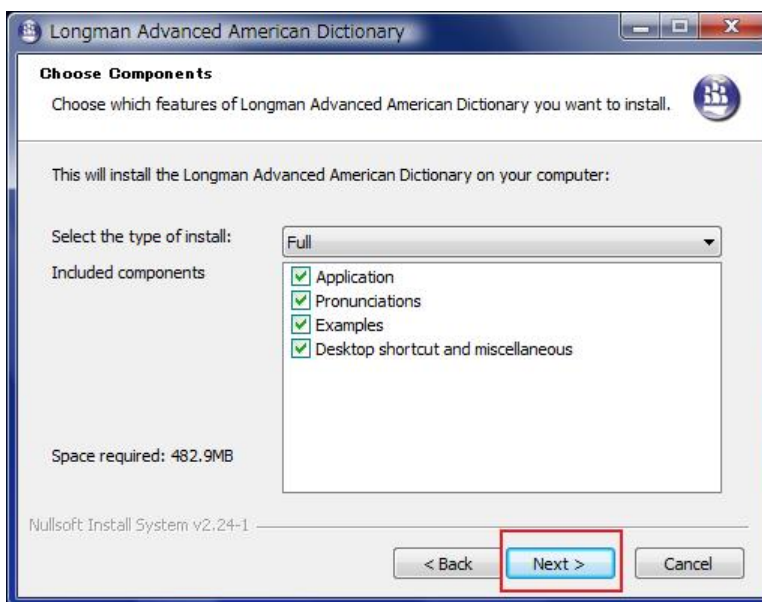 Longman Advanced American Dictionary
Choose Components
Choose which features of Longman Advanced American Dictionary you want to install.
This will install the Longman Advanced American Dictionary on your computer:
Select the type of install:
Full
Included components
Application
Pronunciations
Examples
Desktop shortcut and miscellaneous
Space required: 482.9MB
Nullsoft Install System v2.24-1
< Back
Next >
Cancel